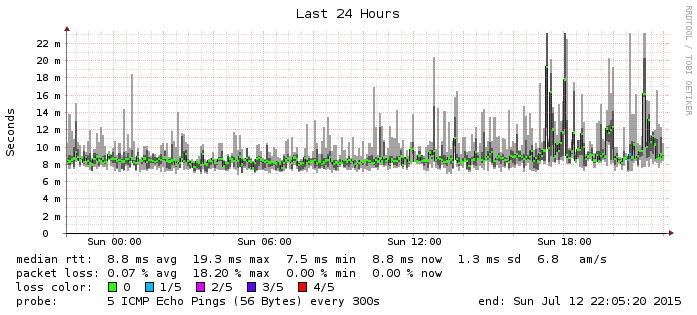 Last 24 Hours
RRDTOOL / TOBI OETIKER
Seconds
22 m
20 m
18 m
16 m
14 m
12 m
10 m
8 m
6 m
4 m
2 m
0
Sun 00:00 Sun 06:00 Sun 12:00 Sun 18:00
median rtt: 8.8 ms avg 19.3 ms max 7.5 ms min 8.8 ms now 1.3 ms sd 6.8 am/s
packet loss: 0.07 % avg 18.20 % max 0.00 % min 0.00 % now
loss color: 0 1/5 2/5 3/5 4/5
probe: 5 ICMP Echo Pings (56 Bytes) every 300s end: Sun Jul 12 22:05:20 2015